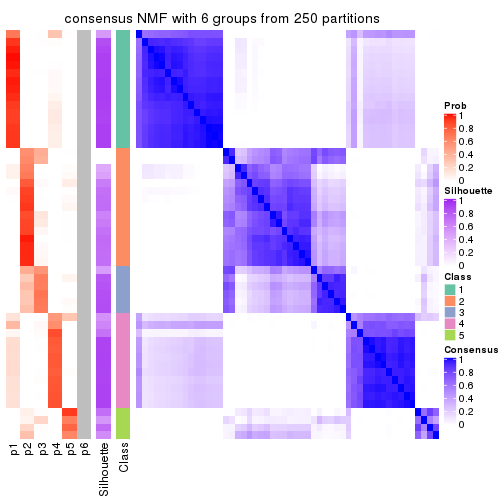 consensus NMF with 6 groups from 250 partitions
Prob
1
0.8
0.6
0.4
0.2
0
Silhouette
1
0.8
0.6
0.4
0.2
0
Class
1
2
3
4
5
Consensus
1
0.8
0.6
0.4
0.2
0
p1
p2
p3
p4
p5
p6
Silhouette
Class